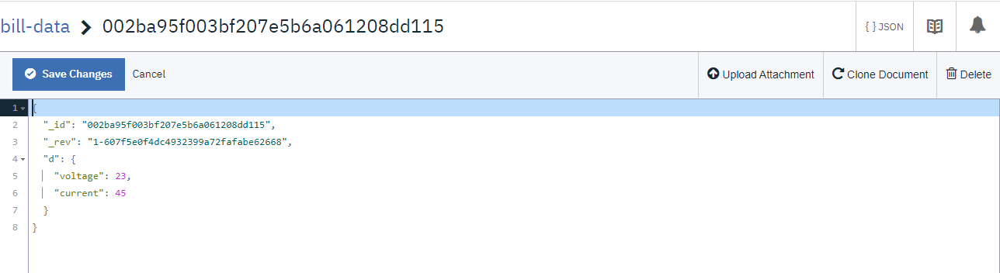 bill-data > 002ba95f003bf207e5b6a061208dd115 { } JSON
Save Changes Cancel Upload Attachment Clone Document Delete
1 {
2 "_id": "002ba95f003bf207e5b6a061208dd115",
3 "_rev": "1-607f5e0f4dc4932399a72fafabe62668",
4 "d": {
5 "voltage": 23,
6 "current": 45
7 }
8 }